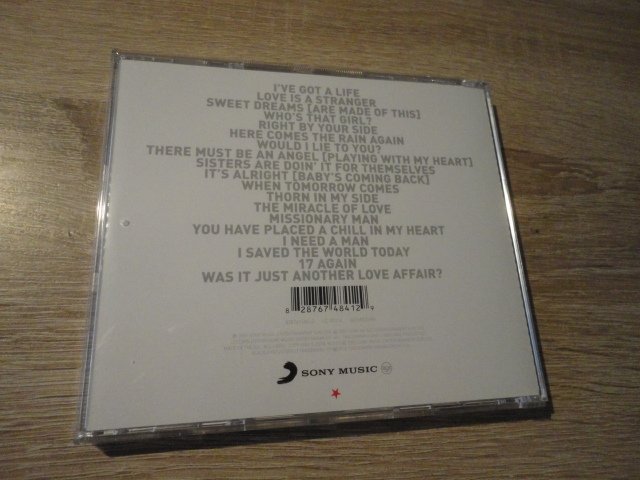 I'VE GOT A LIFE
LOVE IS A STRANGER
SWEET DREAMS [ARE MADE OF THIS]
WHO'S THAT GIRL?
RIGHT BY YOUR SIDE
HERE COMES THE RAIN AGAIN
WOULD I LIE TO YOU?
THERE MUST BE AN ANGEL [PLAYING WITH MY HEART]
SISTERS ARE DOIN' IT FOR THEMSELVES
IT'S ALRIGHT [BABY'S COMING BACK]
WHEN TOMORROW COMES
THORN IN MY SIDE
THE MIRACLE OF LOVE
MISSIONARY MAN
YOU HAVE PLACED A CHILL IN MY HEART
I NEED A MAN
I SAVED THE WORLD TODAY
17 AGAIN
WAS IT JUST ANOTHER LOVE AFFAIR?
8 28767 48412 9
SONY MUSIC